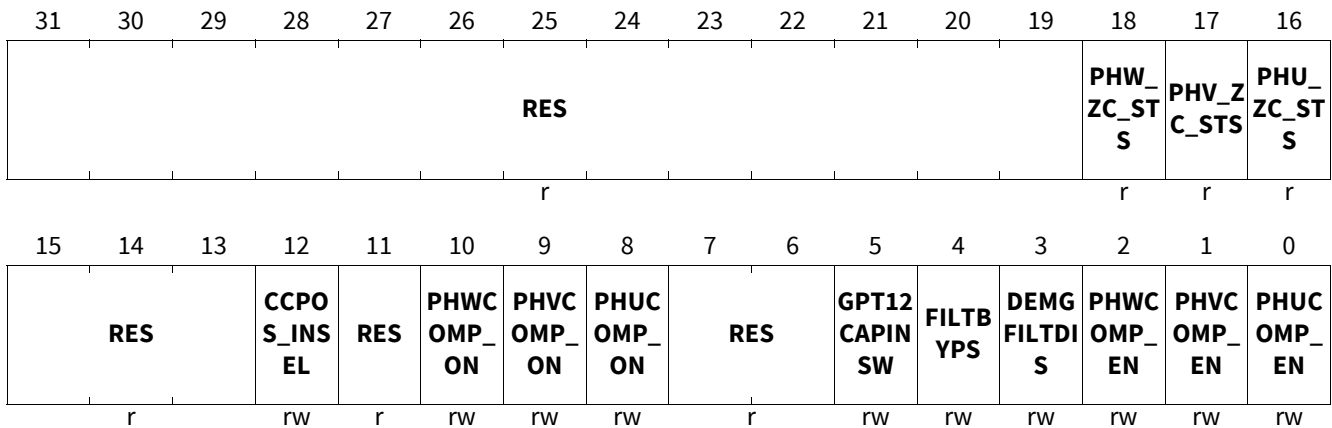 31 30 29 28 27 26 25 24 23 22 21 20 19 18 17 16
RES PHW_ZC_STS PHV_ZC_STS PHU_ZC_STS
r r r r
15 14 13 12 11 10 9 8 7 6 5 4 3 2 1 0
RES CCPOS_INSEL RES PHWCOMP_ON PHVCOMP_ON PHUCOMP_ON RES GPT12CAPINSW FILTBYPS DEMGFILTDIS PHWCOMP_EN PHVCOMP_EN PHUCOMP_EN
r rw r rw rw rw r rw rw rw rw rw rw